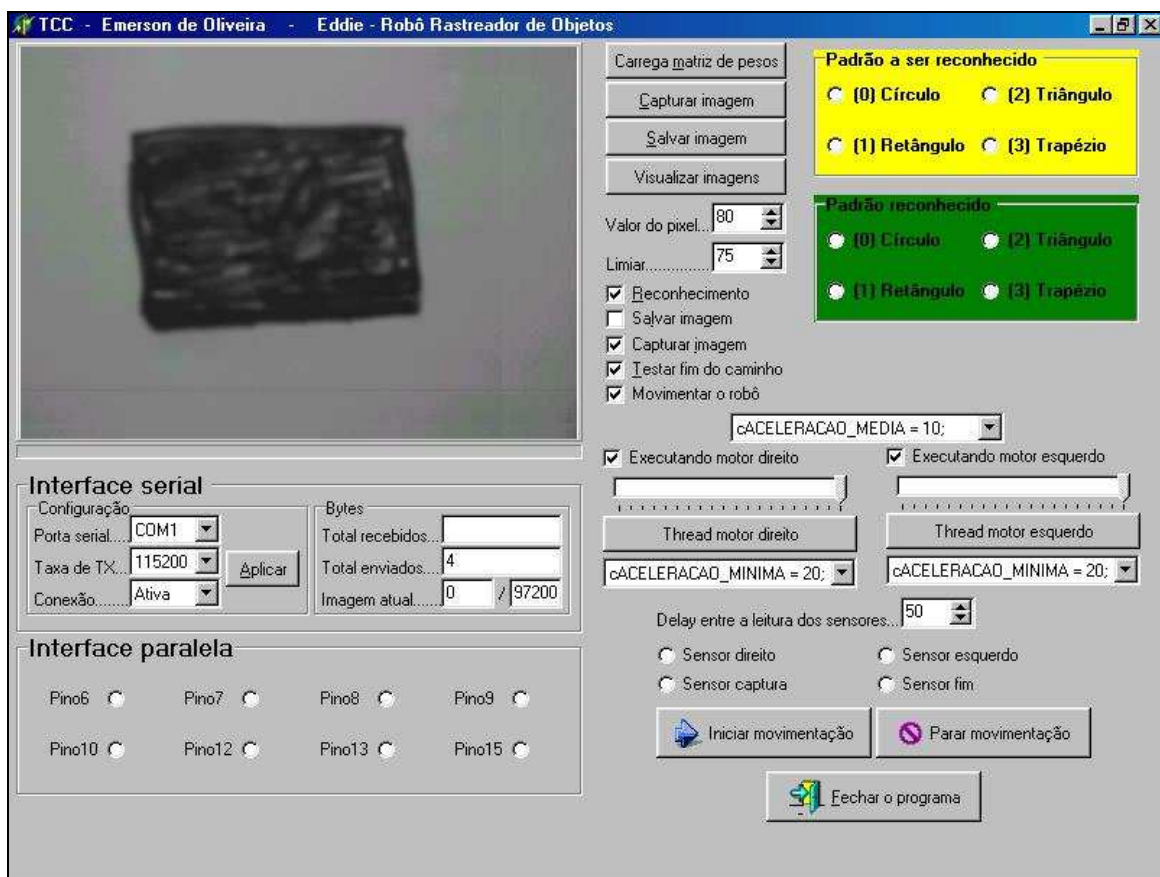 TCC - Emerson de Oliveira - Eddie - Robô Rastreador de Objetos
Carrega matriz de pesos
Capturar imagem
Salvar imagem
Visualizar imagens
Valor do pixel... 80
Limiar.............. 75
Reconhecimento
Salvar imagem
Capturar imagem
Testar fim do caminho
Movimentar o robô
Padrão a ser reconhecido
(0) Círculo (2) Triângulo
(1) Retângulo (3) Trapézio
Padrão reconhecido
(0) Círculo (2) Triângulo
(1) Retângulo (3) Trapézio
cACELERACAO_MEDIA = 10;
Executando motor direito Executando motor esquerdo
Thread motor direito Thread motor esquerdo
cACELERACAO_MINIMA = 20; cACELERACAO_MINIMA = 20;
Delay entre a leitura dos sensores... 50
Sensor direito Sensor esquerdo
Sensor captura Sensor fim
Iniciar movimentação Parar movimentação
Fechar o programa
Interface serial
Configuração
Porta serial.... COM1
Taxa de TX... 115200
Conexão........ Ativa
Aplicar
Bytes
Total recebidos...
Total enviados... 4
Imagem atual...... 0 / 97200
Interface paralela
Pino6 Pino7 Pino8 Pino9
Pino10 Pino12 Pino13 Pino15